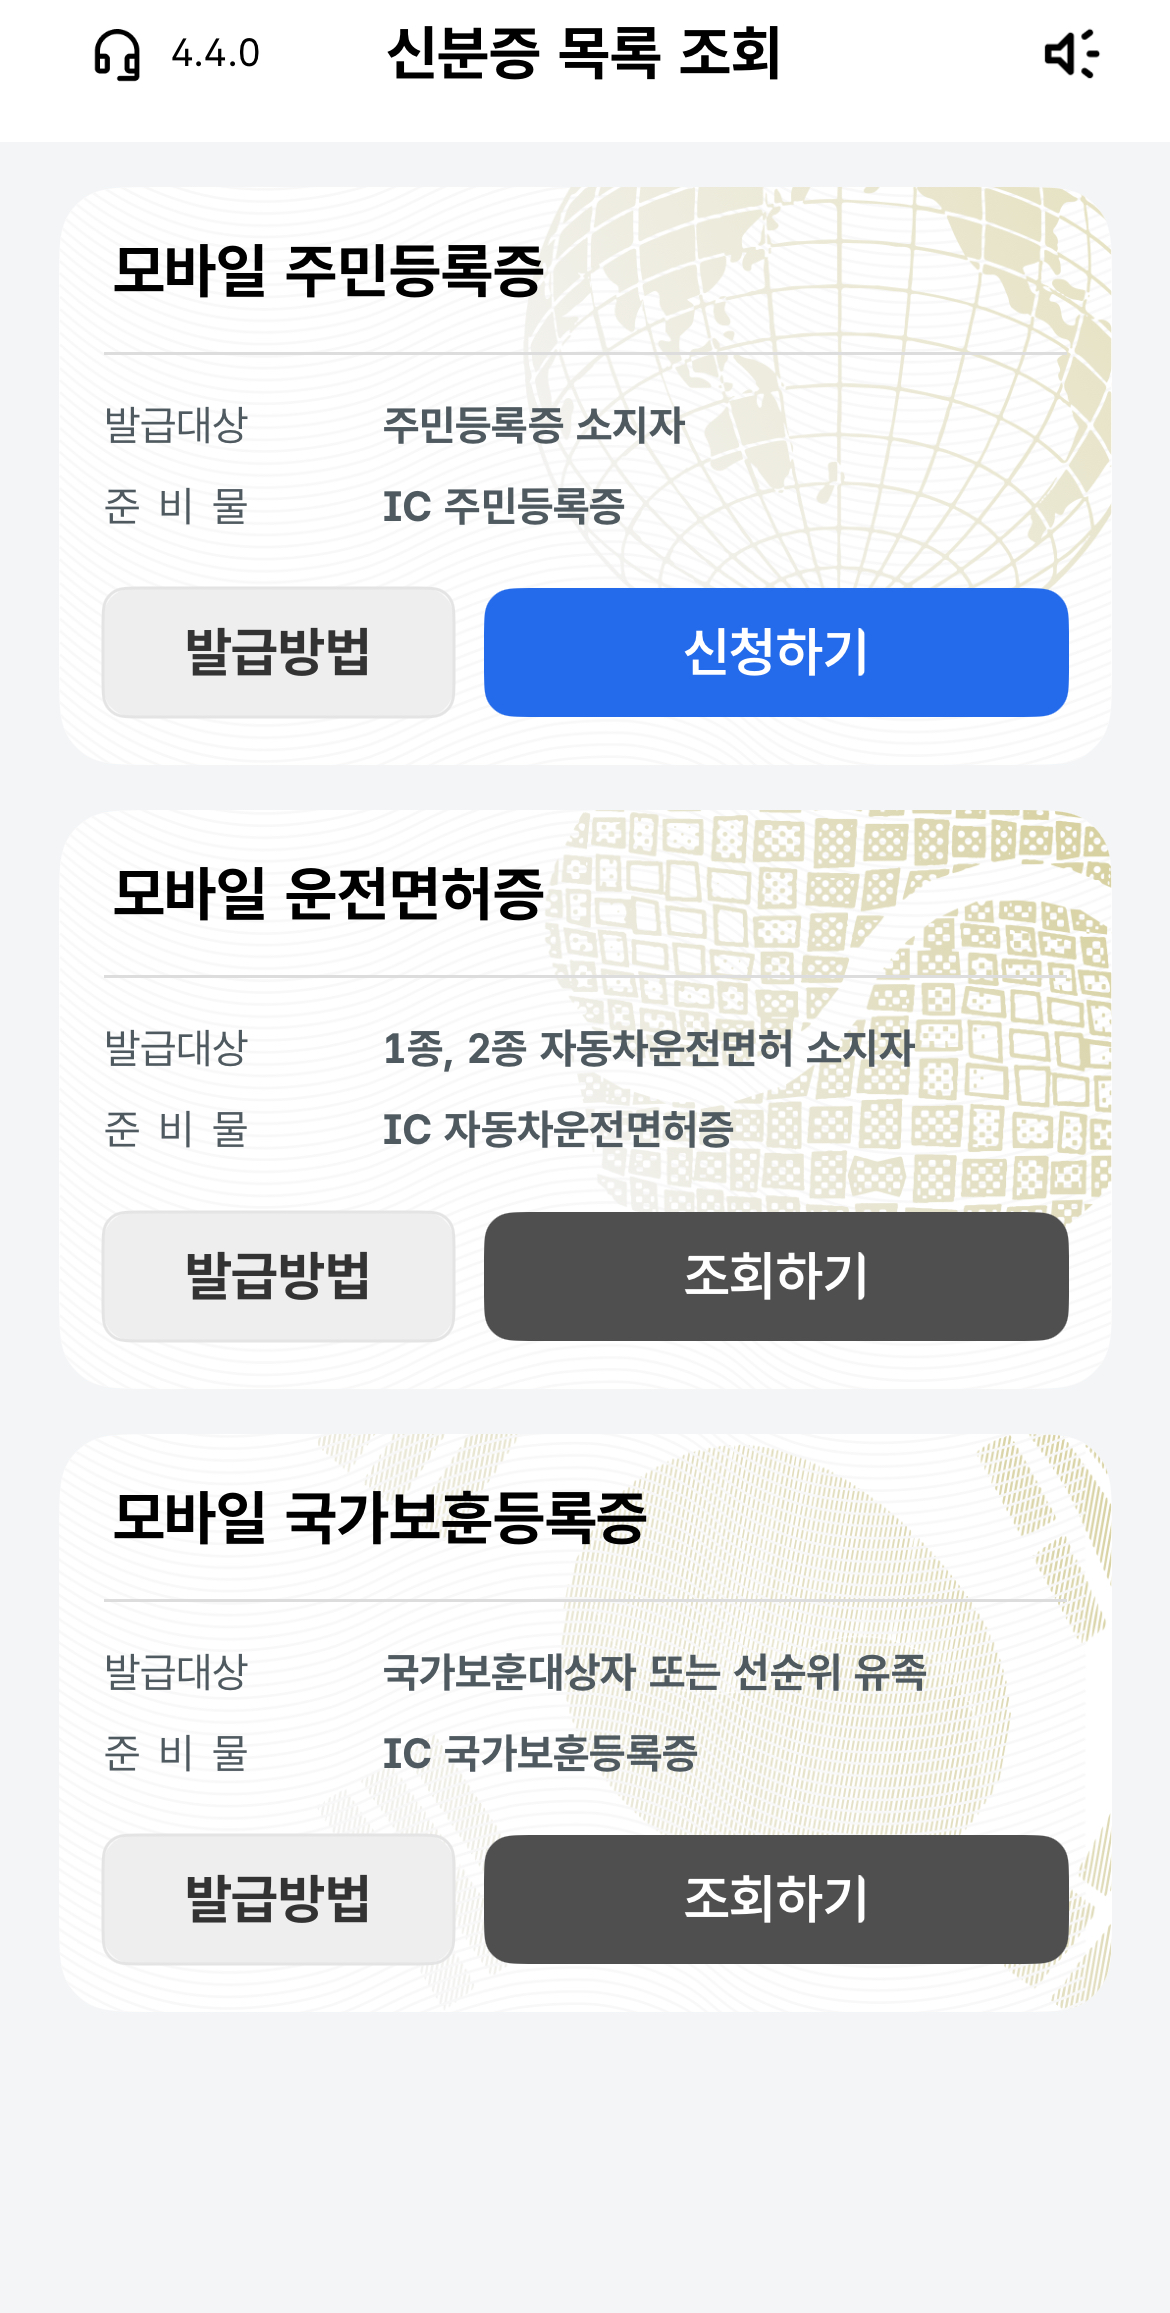 4.4.0 신분증 목록 조회
모바일 주민등록증
발급대상 주민등록증 소지자
준 비 물 IC 주민등록증
발급방법 신청하기
모바일 운전면허증
발급대상 1종, 2종 자동차운전면허 소지자
준 비 물 IC 자동차운전면허증
발급방법 조회하기
모바일 국가보훈등록증
발급대상 국가보훈대상자 또는 선순위 유족
준 비 물 IC 국가보훈등록증
발급방법 조회하기